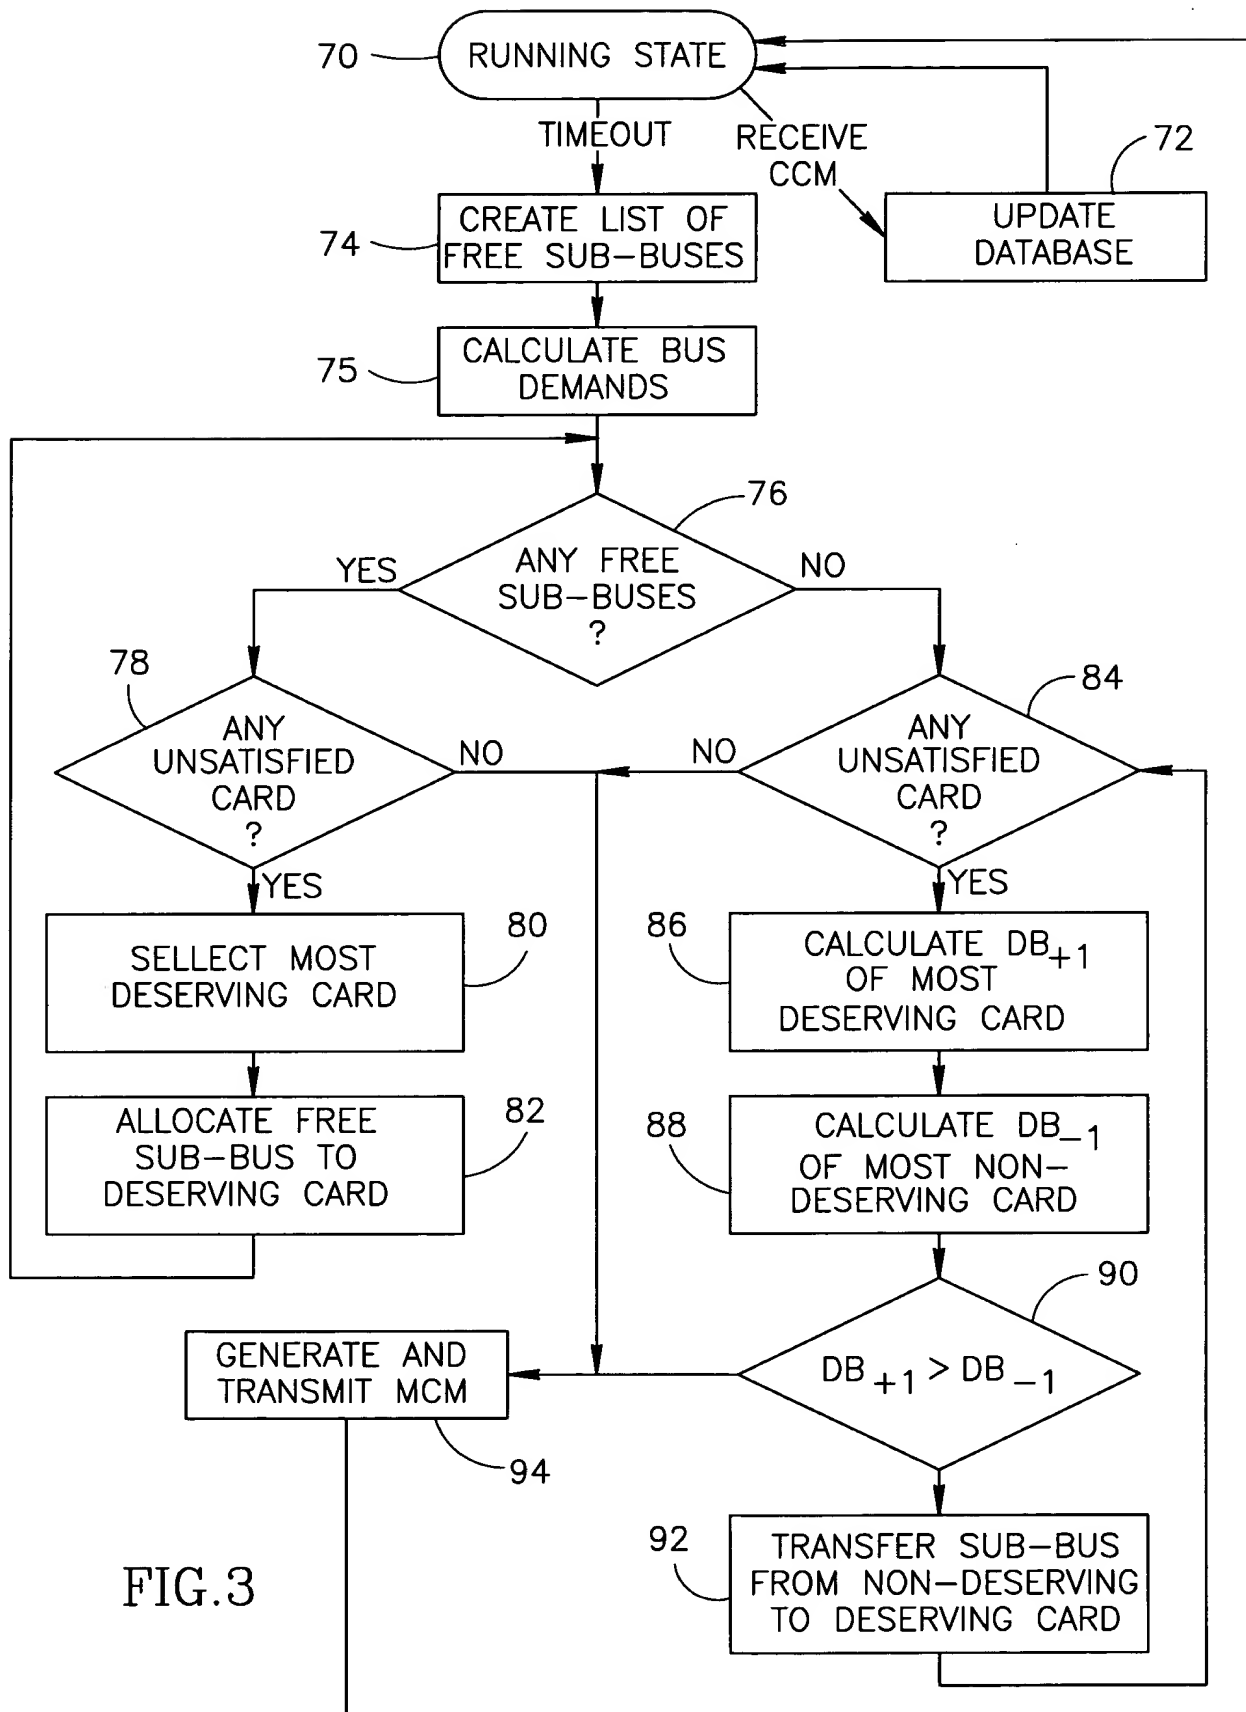 70
RUNNING STATE
TIMEOUT
RECEIVE
CCM
72
UPDATE
DATABASE
74
CREATE LIST OF
FREE SUB-BUSES
75
CALCULATE BUS
DEMANDS
76
ANY FREE
SUB-BUSES
?
YES
NO
78
ANY
UNSATISFIED
CARD
?
NO
YES
84
ANY
UNSATISFIED
CARD
?
NO
YES
80
SELLECT MOST
DESERVING CARD
82
ALLOCATE FREE
SUB-BUS TO
DESERVING CARD
86
CALCULATE DB+1
OF MOST
DESERVING CARD
88
CALCULATE DB-1
OF MOST NON-
DESERVING CARD
90
DB+1 > DB-1
GENERATE AND
TRANSMIT MCM
94
92
TRANSFER SUB-BUS
FROM NON-DESERVING
TO DESERVING CARD
FIG.3